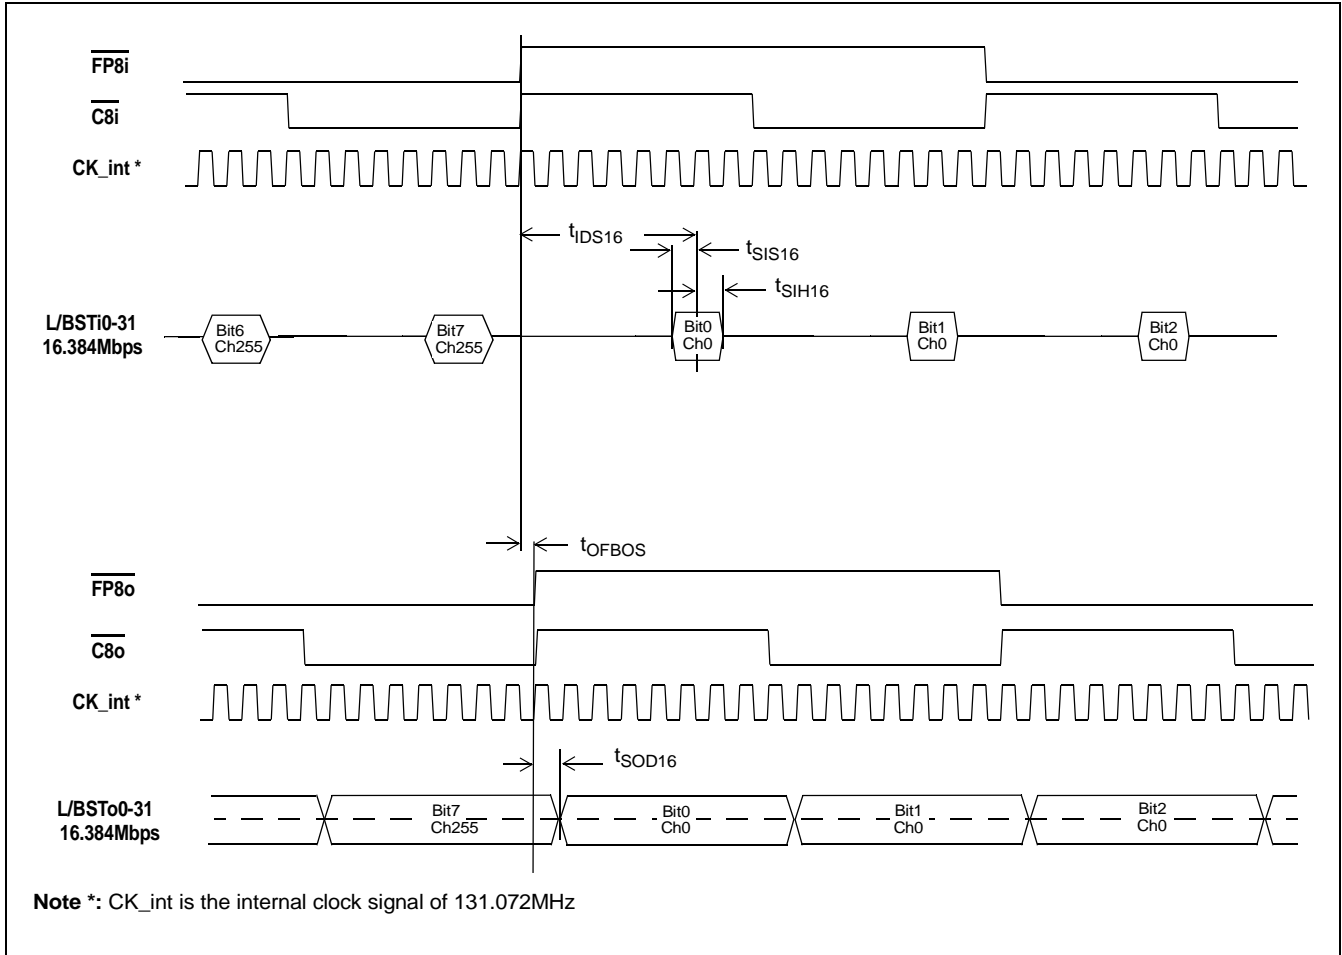 FP8i
C8i
CK_int *
tIDS16
tSIS16
tSIH16
L/BSTi0-31
16.384Mbps
Bit6
Ch255
Bit7
Ch255
Bit0
Ch0
Bit1
Ch0
Bit2
Ch0
tOFBOS
FP8o
C8o
CK_int *
tSOD16
L/BSTo0-31
16.384Mbps
Bit7
Ch255
Bit0
Ch0
Bit1
Ch0
Bit2
Ch0
Note *: CK_int is the internal clock signal of 131.072MHz